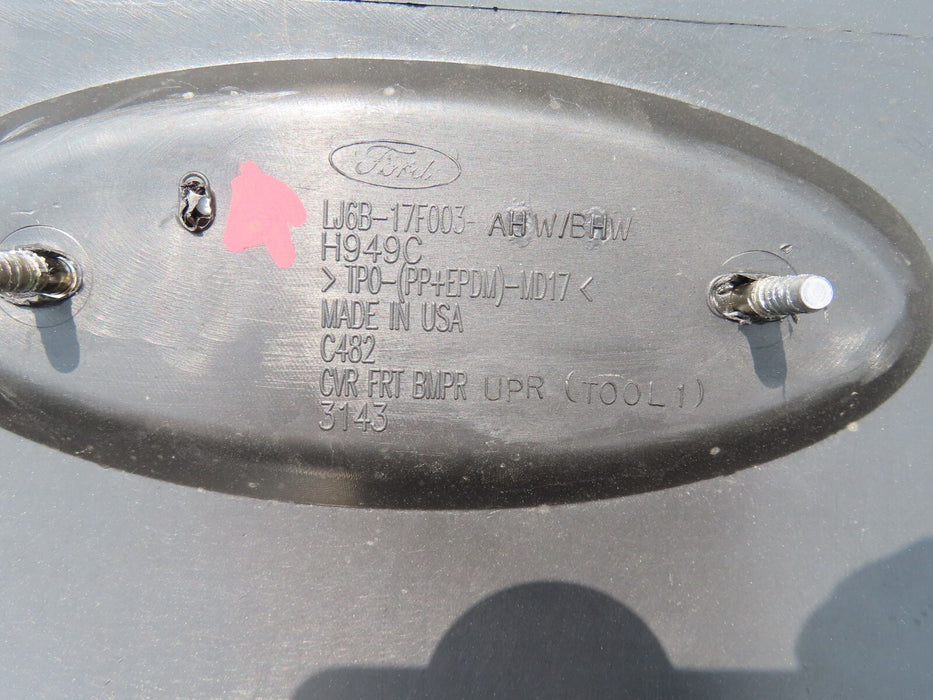 Ford
LJ6B-17F003- AHW/BHW
H949C
> TPO-(PP+EPDM)-MD17 <
MADE IN USA
C482
CVR FRT BMPR UPR (TOOL 1)
3143